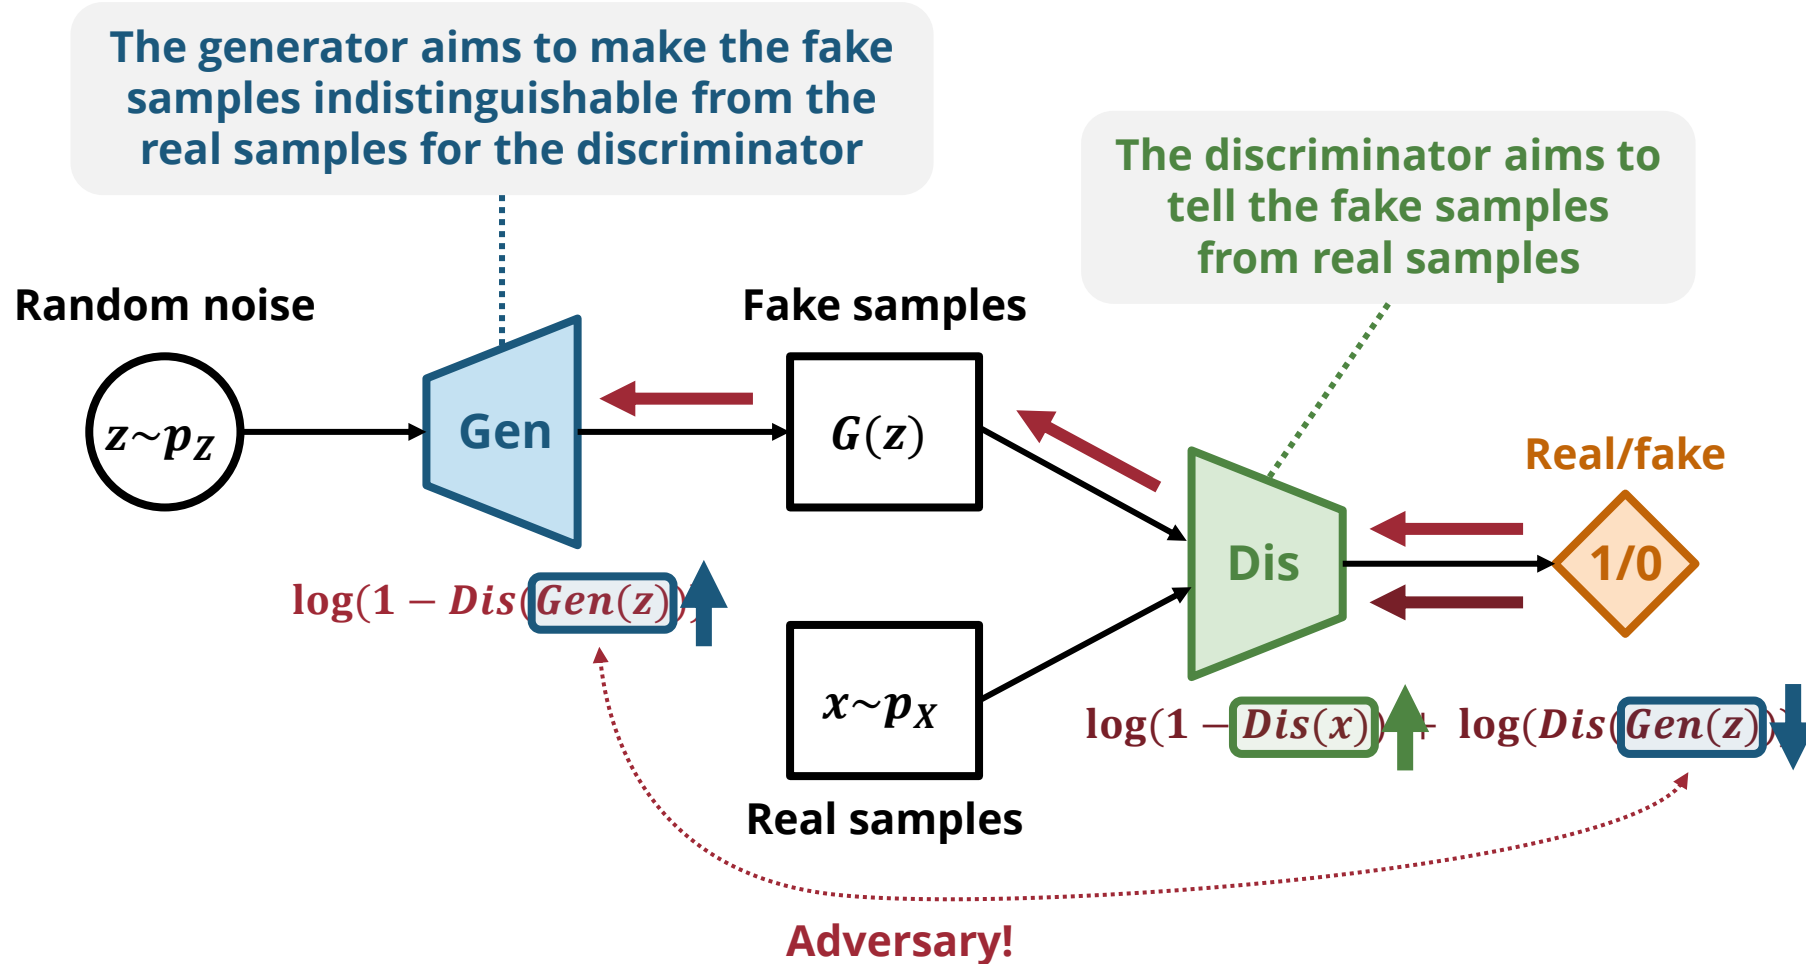 The generator aims to make the fake
samples indistinguishable from the
real samples for the discriminator
The discriminator aims to
tell the fake samples
from real samples
Random noise
Fake samples
z~p_Z
Gen
G(z)
Real/fake
Dis
1/0
log(1 − Dis(Gen(z)))
x~p_X
log(1 − Dis(x)) + log(Dis(Gen(z)))
Real samples
Adversary!